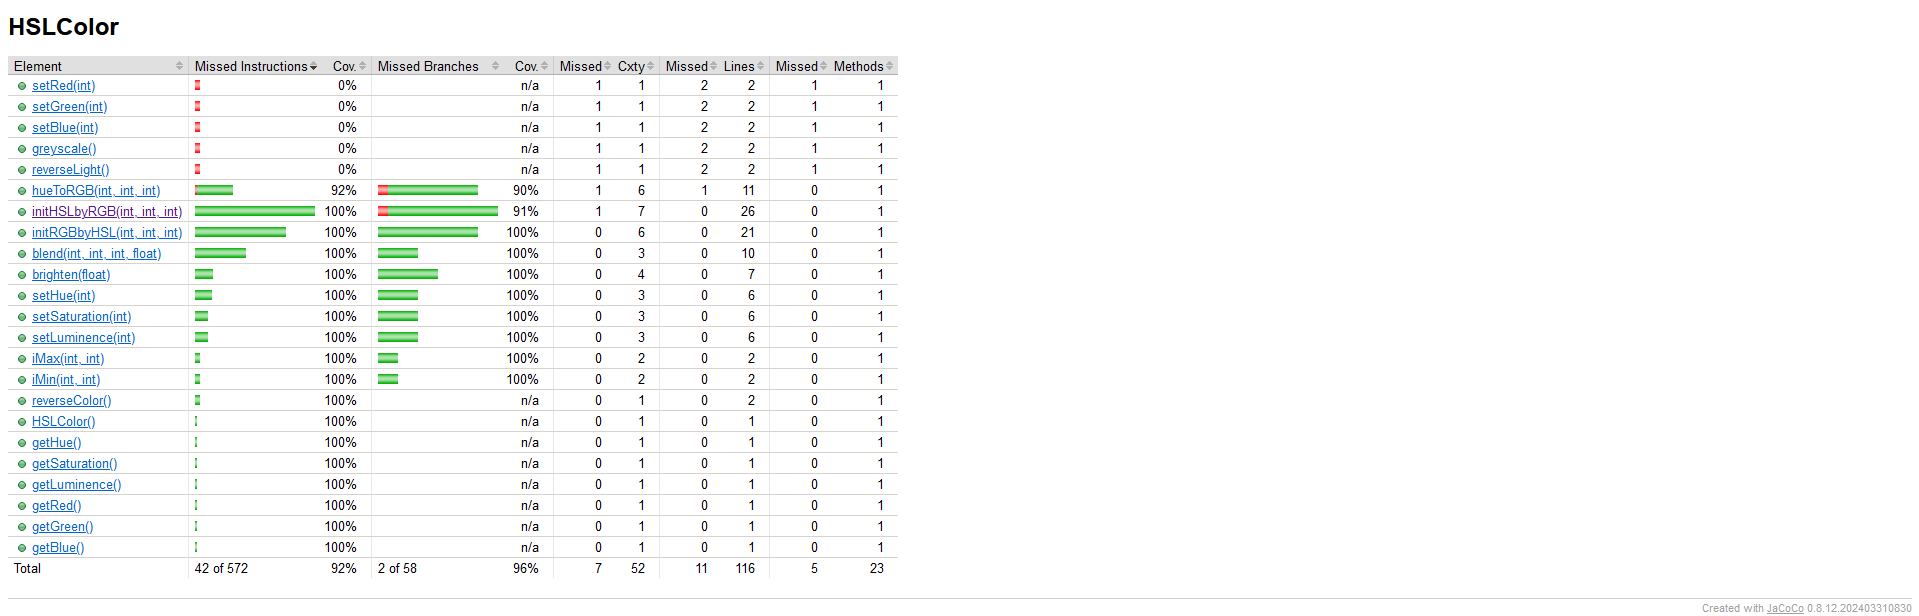 HSLColor
Element Missed Instructions Cov. Missed Branches Cov. Missed Cxty Missed Lines Missed Methods
setRed(int) 0% n/a 1 1 2 2 1 1
setGreen(int) 0% n/a 1 1 2 2 1 1
setBlue(int) 0% n/a 1 1 2 2 1 1
greyscale() 0% n/a 1 1 2 2 1 1
reverseLight() 0% n/a 1 1 2 2 1 1
hueToRGB(int, int, int) 92% 90% 1 6 1 11 0 1
initHSLbyRGB(int, int, int) 100% 91% 1 7 0 26 0 1
initRGBbyHSL(int, int, int) 100% 100% 0 6 0 21 0 1
blend(int, int, int, float) 100% 100% 0 3 0 10 0 1
brighten(float) 100% 100% 0 4 0 7 0 1
setHue(int) 100% 100% 0 3 0 6 0 1
setSaturation(int) 100% 100% 0 3 0 6 0 1
setLuminence(int) 100% 100% 0 3 0 6 0 1
iMax(int, int) 100% 100% 0 2 0 2 0 1
iMin(int, int) 100% 100% 0 2 0 2 0 1
reverseColor() 100% n/a 0 1 0 2 0 1
HSLColor() 100% n/a 0 1 0 1 0 1
getHue() 100% n/a 0 1 0 1 0 1
getSaturation() 100% n/a 0 1 0 1 0 1
getLuminence() 100% n/a 0 1 0 1 0 1
getRed() 100% n/a 0 1 0 1 0 1
getGreen() 100% n/a 0 1 0 1 0 1
getBlue() 100% n/a 0 1 0 1 0 1
Total 42 of 572 92% 2 of 58 96% 7 52 11 116 5 23
Created with JaCoCo 0.8.12.202403310830